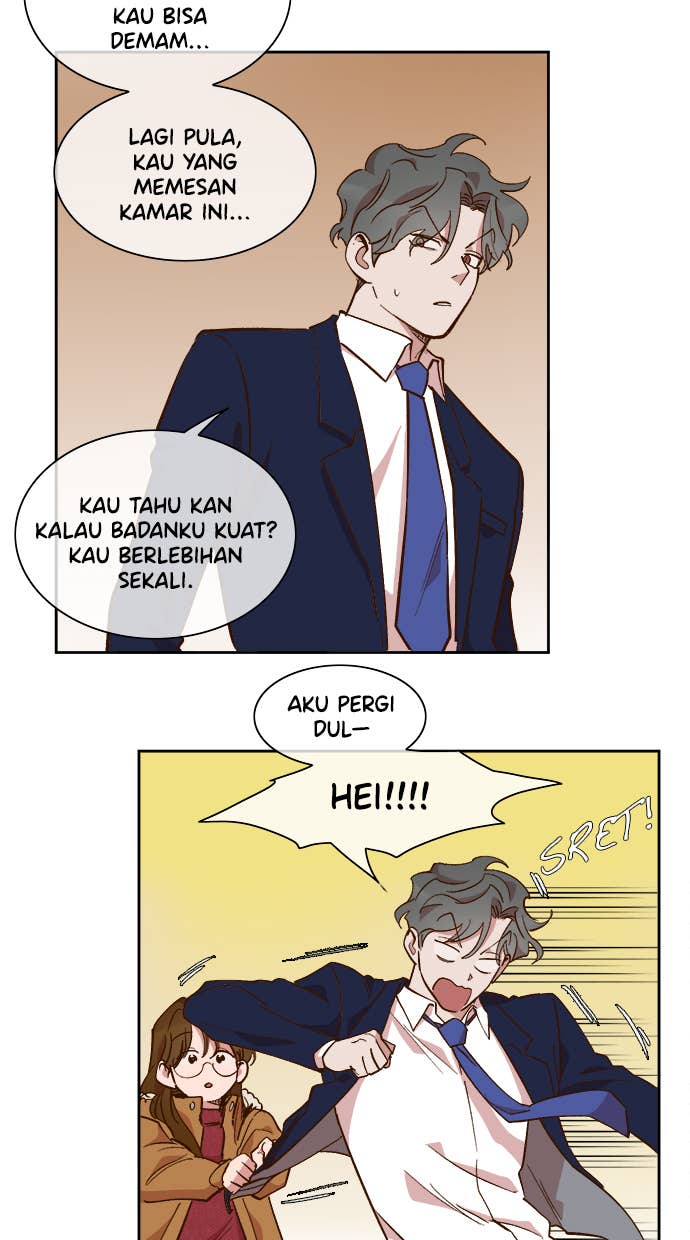 KAU BISA
DEMAM...
LAGI PULA,
KAU YANG
MEMESAN
KAMAR INI...
KAU TAHU KAN
KALAU BADANKU KUAT?
KAU BERLEBIHAN
SEKALI.
AKU PERGI
DUL—
HEI!!!!
SRET!